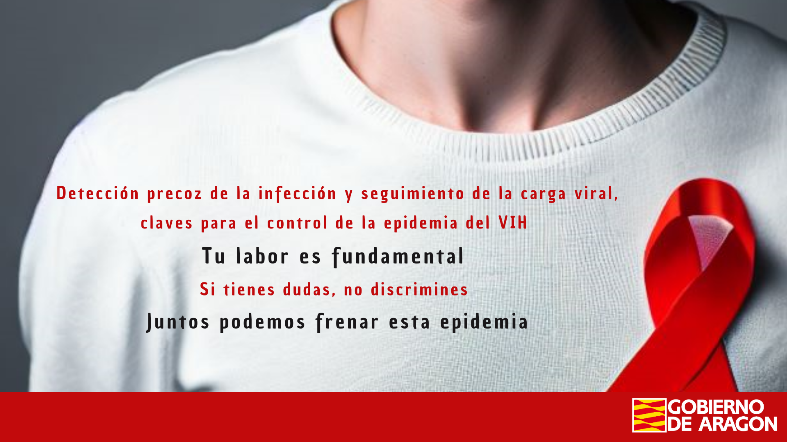 Detección precoz de la infección y seguimiento de la carga viral,
claves para el control de la epidemia del VIH
Tu labor es fundamental
Si tienes dudas, no discrimines
Juntos podemos frenar esta epidemia
GOBIERNO
DE ARAGON